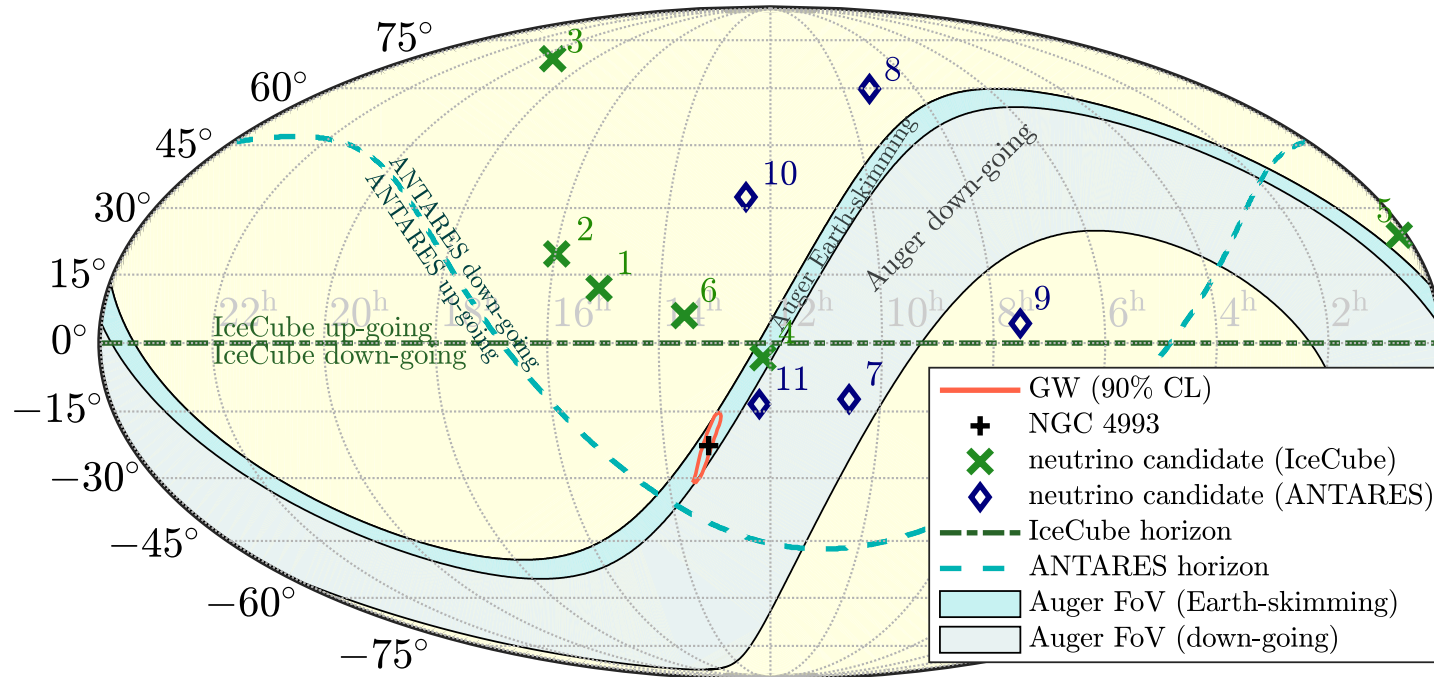 75°
60°
45°
30°
15°
0°
−15°
−30°
−45°
−60°
−75°
3
8
10
2
1
6
5
4
9
11
7
22h
20h
18h
16h
14h
12h
10h
8h
6h
4h
2h
ANTARES down-going
ANTARES up-going
Auger Earth-skimming
Auger down-going
IceCube up-going
IceCube down-going
GW (90% CL)
NGC 4993
neutrino candidate (IceCube)
neutrino candidate (ANTARES)
IceCube horizon
ANTARES horizon
Auger FoV (Earth-skimming)
Auger FoV (down-going)